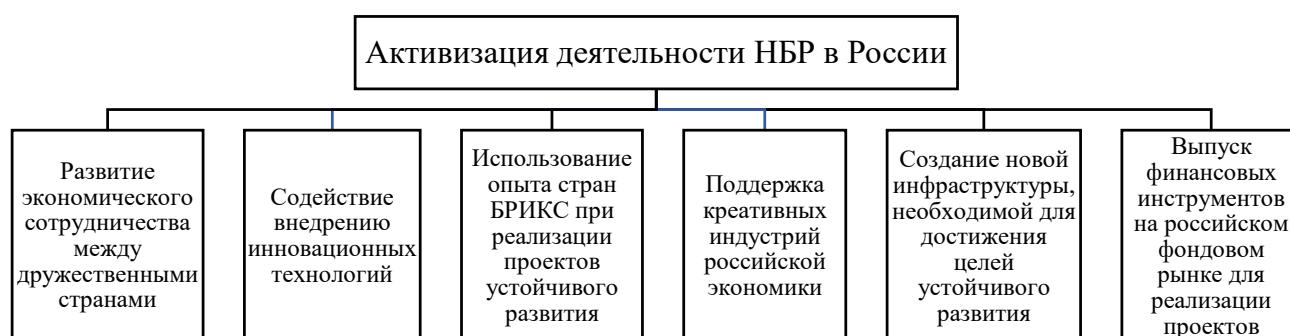 Активизация деятельности НБР в России
Развитие
экономического
сотрудничества
между
дружественными
странами
Содействие
внедрению
инновационных
технологий
Использование
опыта стран
БРИКС при
реализации
проектов
устойчивого
развития
Поддержка
креативных
индустрий
российской
экономики
Создание новой
инфраструктуры,
необходимой для
достижения
целей
устойчивого
развития
Выпуск
финансовых
инструментов
на российском
фондовом
рынке для
реализации
проектов